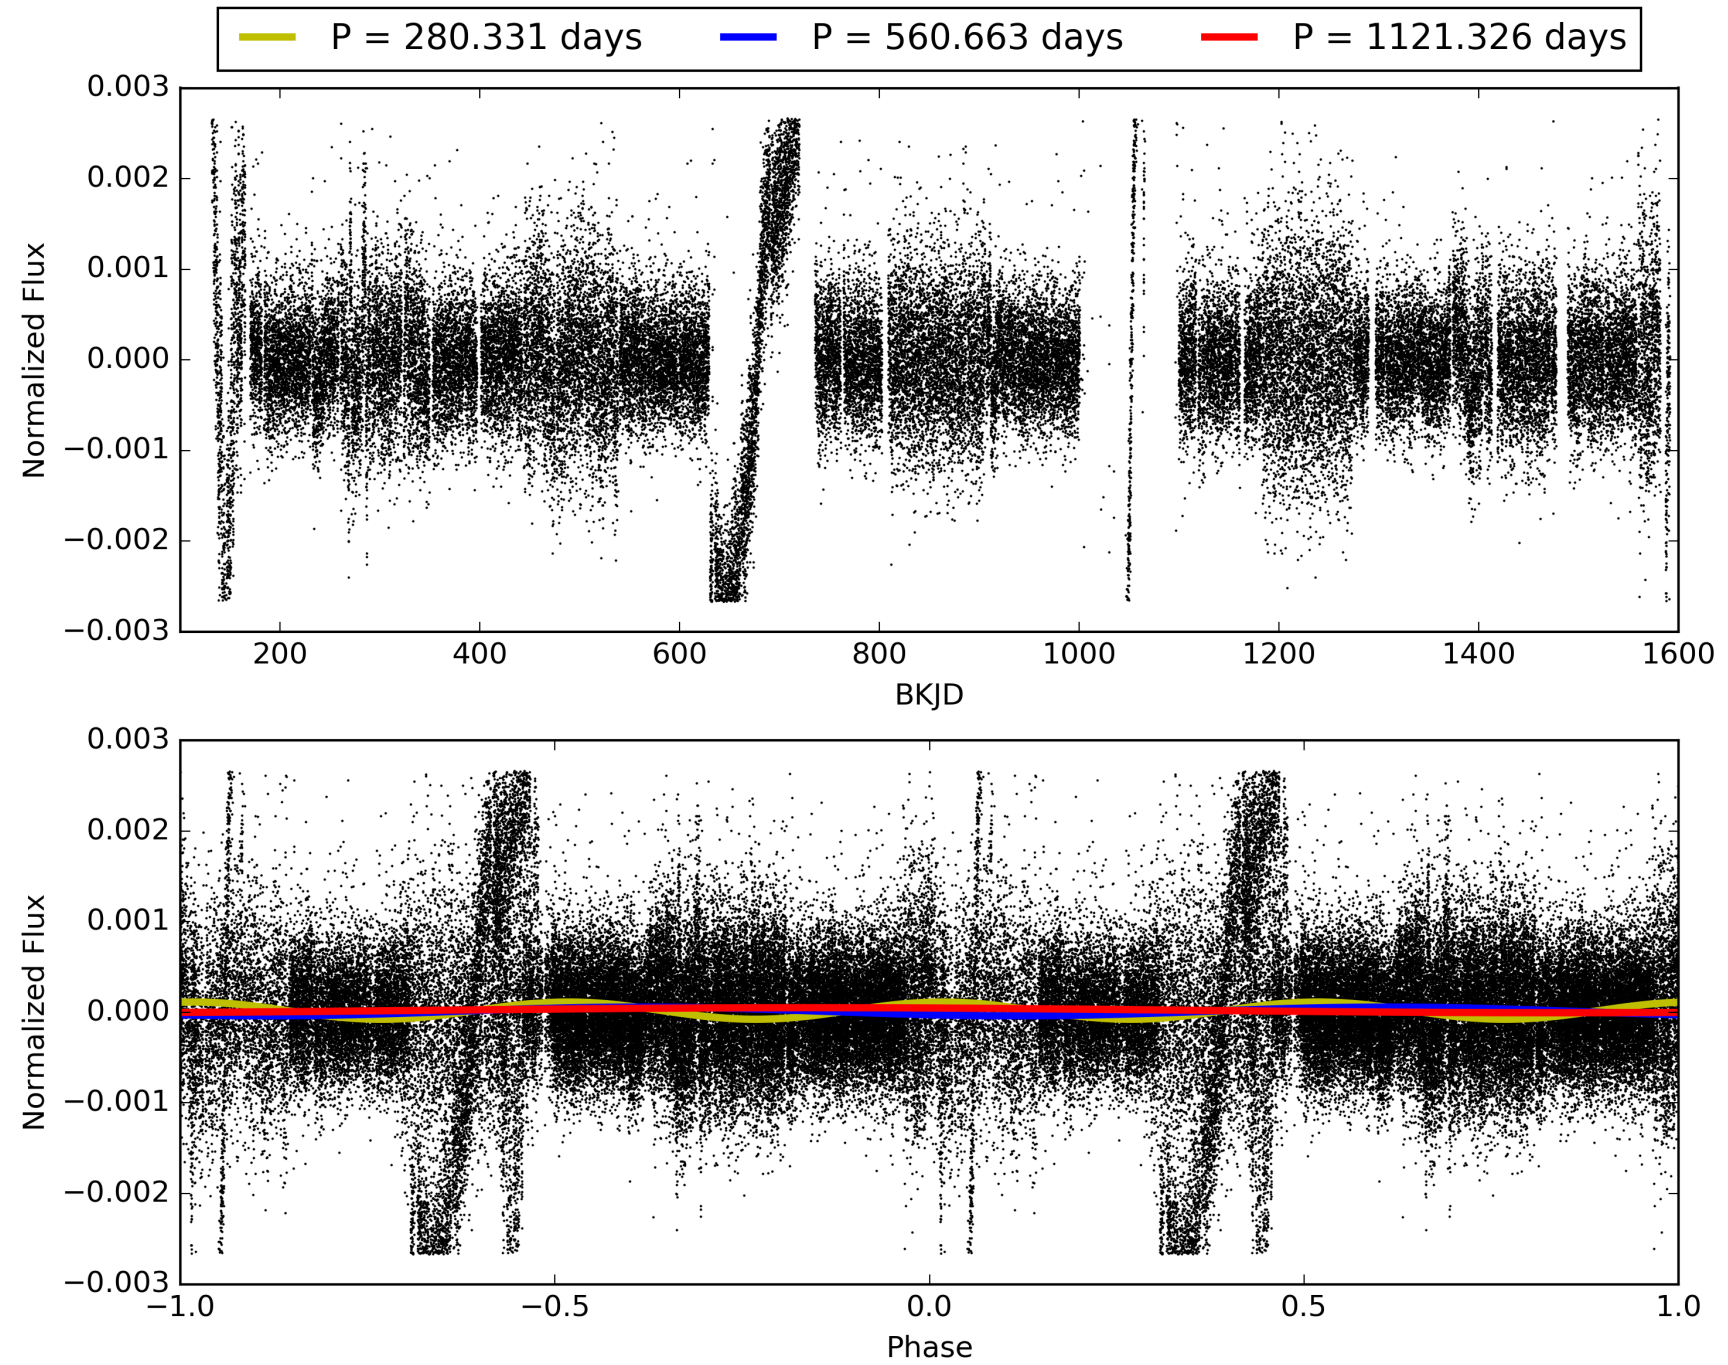 P = 280.331 days P = 560.663 days P = 1121.326 days
0.003
0.002
0.001
0.000
−0.001
−0.002
−0.003
Normalized Flux
200 400 600 800 1000 1200 1400 1600
BKJD
0.003
0.002
0.001
0.000
−0.001
−0.002
−0.003
Normalized Flux
−1.0 −0.5 0.0 0.5 1.0
Phase